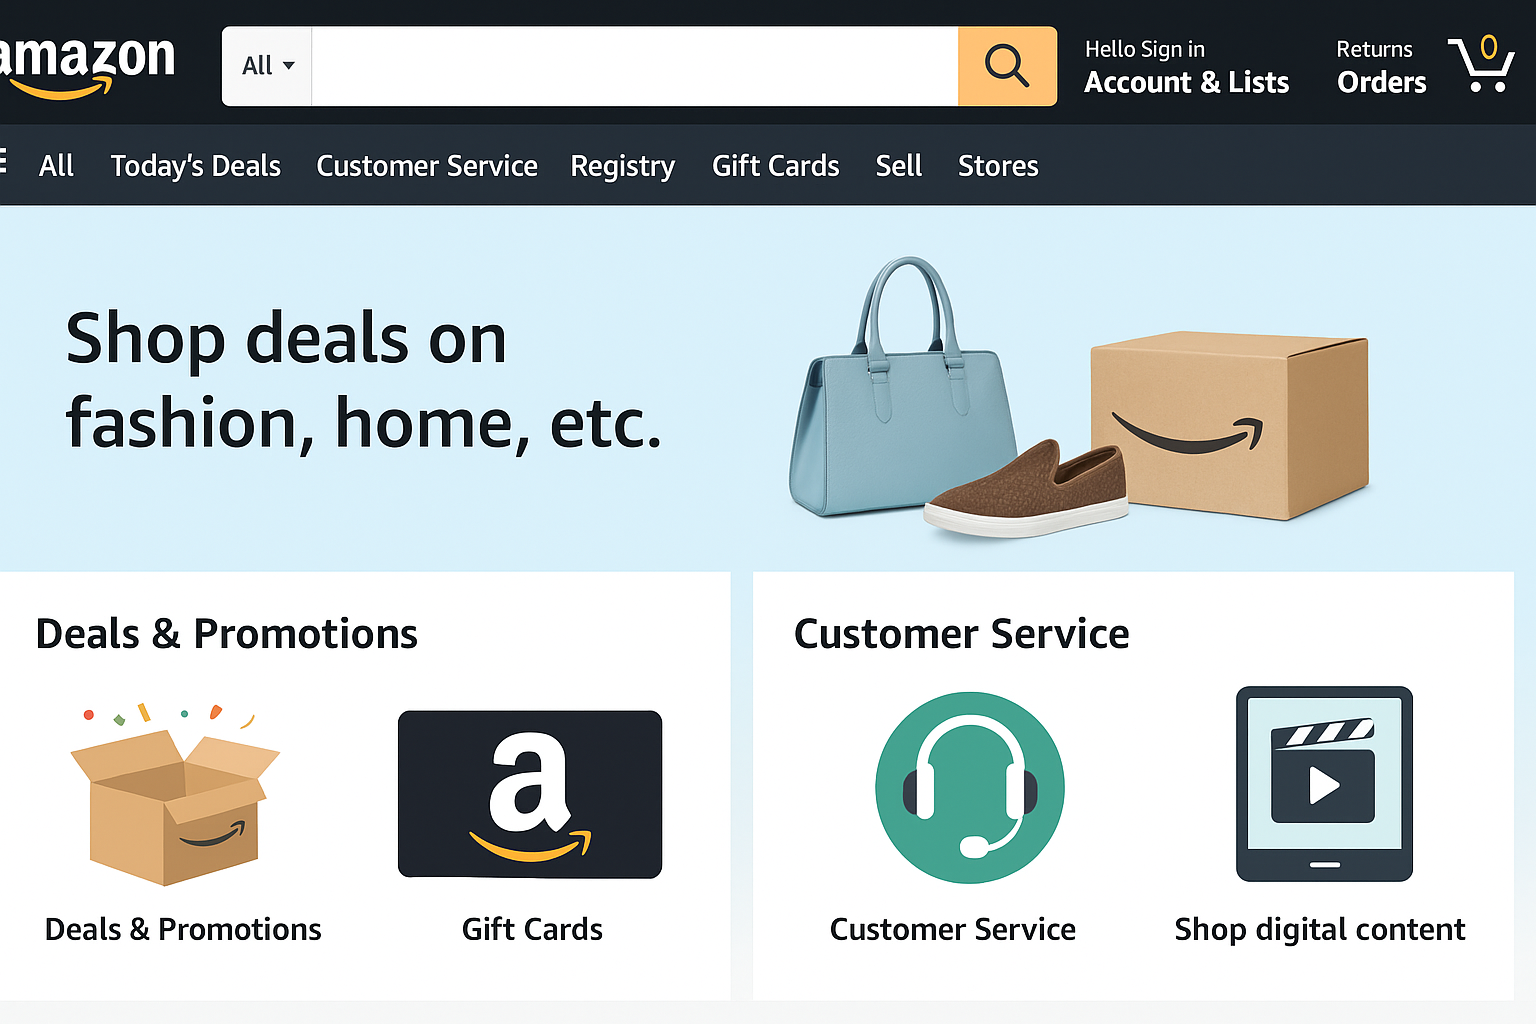 amazon
All
Hello Sign in
Account & Lists
Returns
Orders
0
All
Today's Deals
Customer Service
Registry
Gift Cards
Sell
Stores
Shop deals on
fashion, home, etc.
Deals & Promotions
Customer Service
a
Deals & Promotions
Gift Cards
Customer Service
Shop digital content